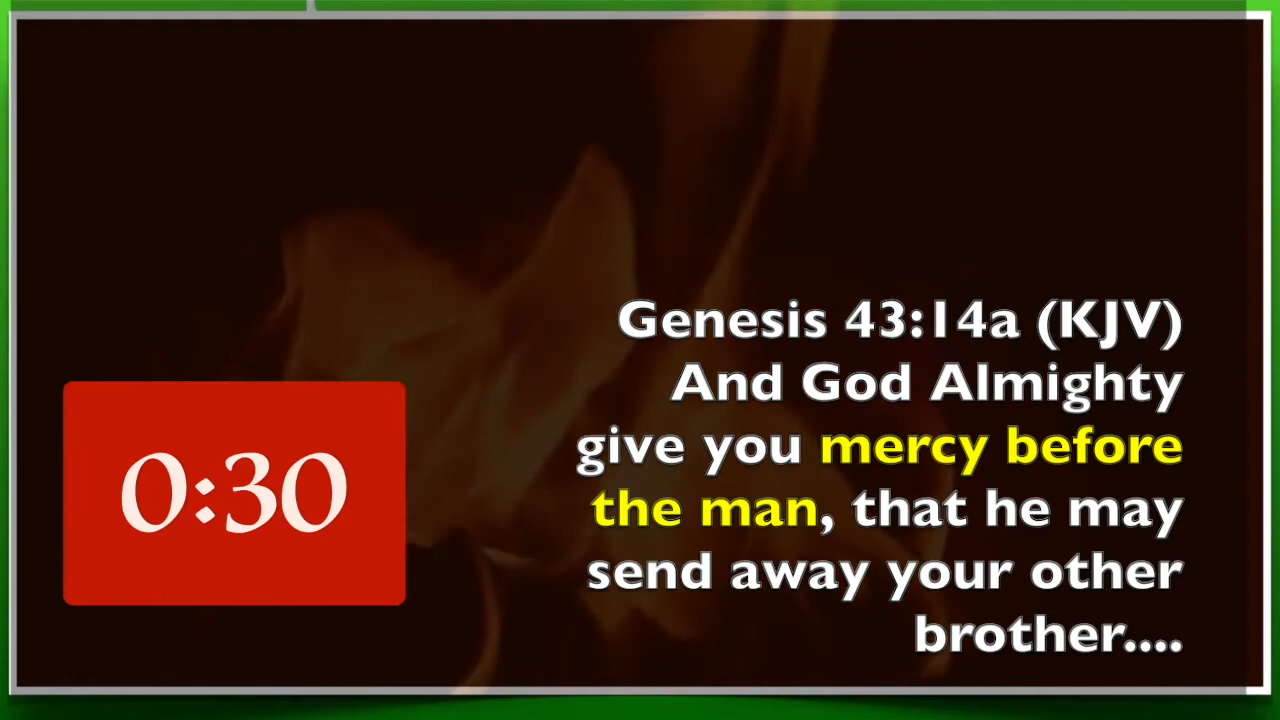 Genesis 43:14a (KJV)
And God Almighty
give you mercy before
the man, that he may
send away your other
brother....
0:30